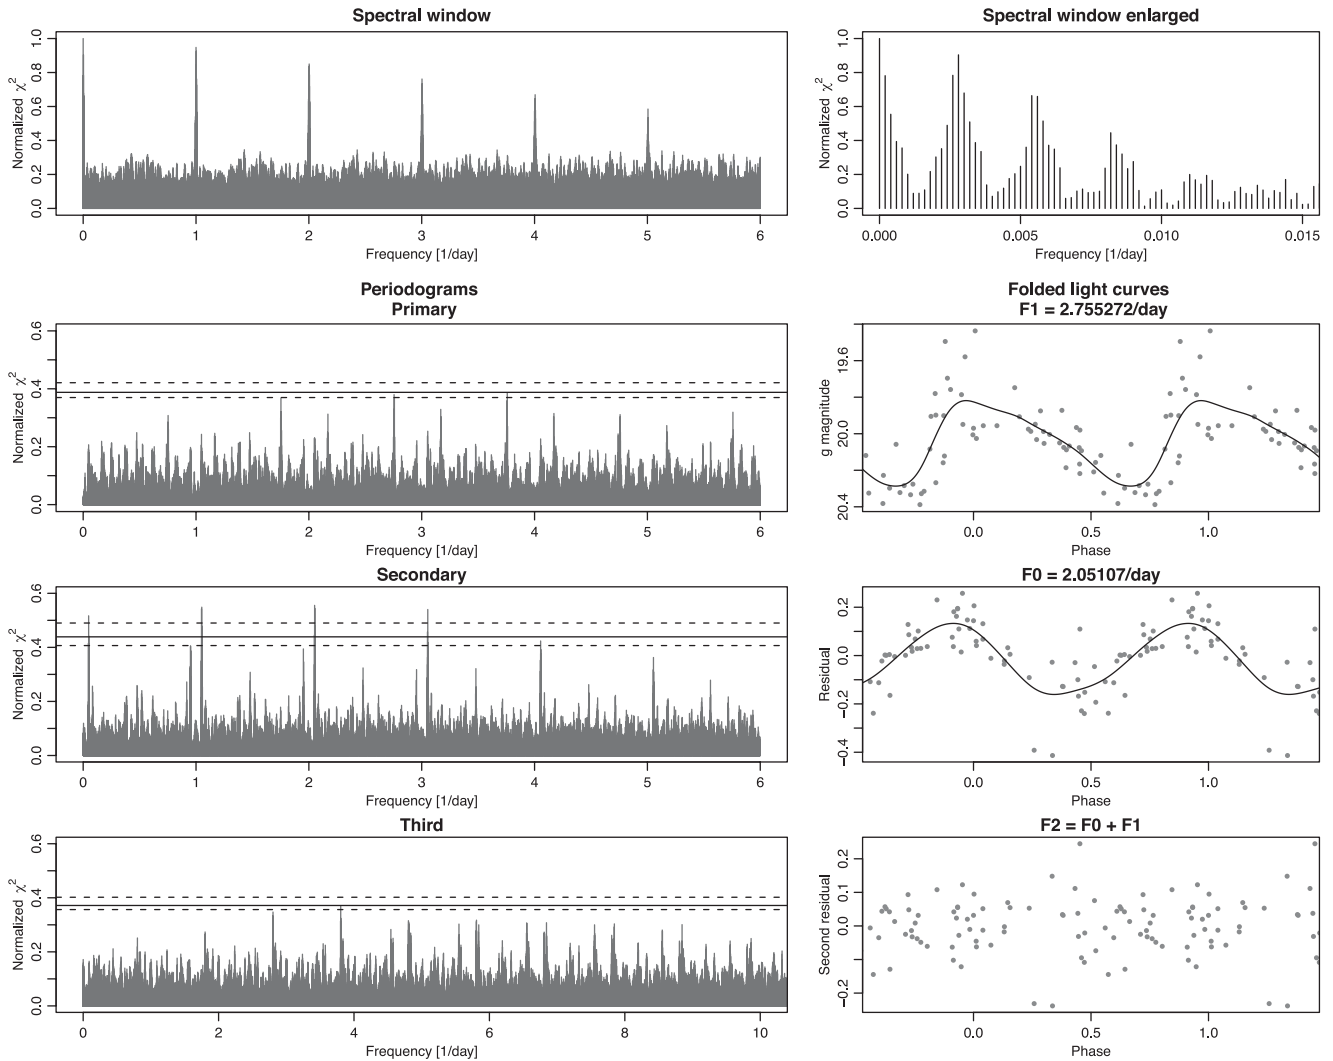 Spectral window
Normalized χ²
0.0 0.2 0.4 0.6 0.8 1.0
0 1 2 3 4 5 6
Frequency [1/day]
Spectral window enlarged
Normalized χ²
0.0 0.2 0.4 0.6 0.8 1.0
0.000 0.005 0.010 0.015
Frequency [1/day]
Periodograms
Primary
Normalized χ²
0.0 0.2 0.4 0.6
0 1 2 3 4 5 6
Frequency [1/day]
Folded light curves
F1 = 2.755272/day
g magnitude
20.4 20.0 19.6
0.0 0.5 1.0
Phase
Secondary
Normalized χ²
0.0 0.2 0.4 0.6
0 1 2 3 4 5 6
Frequency [1/day]
F0 = 2.05107/day
Residual
−0.4 −0.2 0.0 0.2
0.0 0.5 1.0
Phase
Third
Normalized χ²
0.0 0.2 0.4 0.6
0 2 4 6 8 10
Frequency [1/day]
F2 = F0 + F1
Second residual
−0.2 0.0 0.1 0.2
0.0 0.5 1.0
Phase